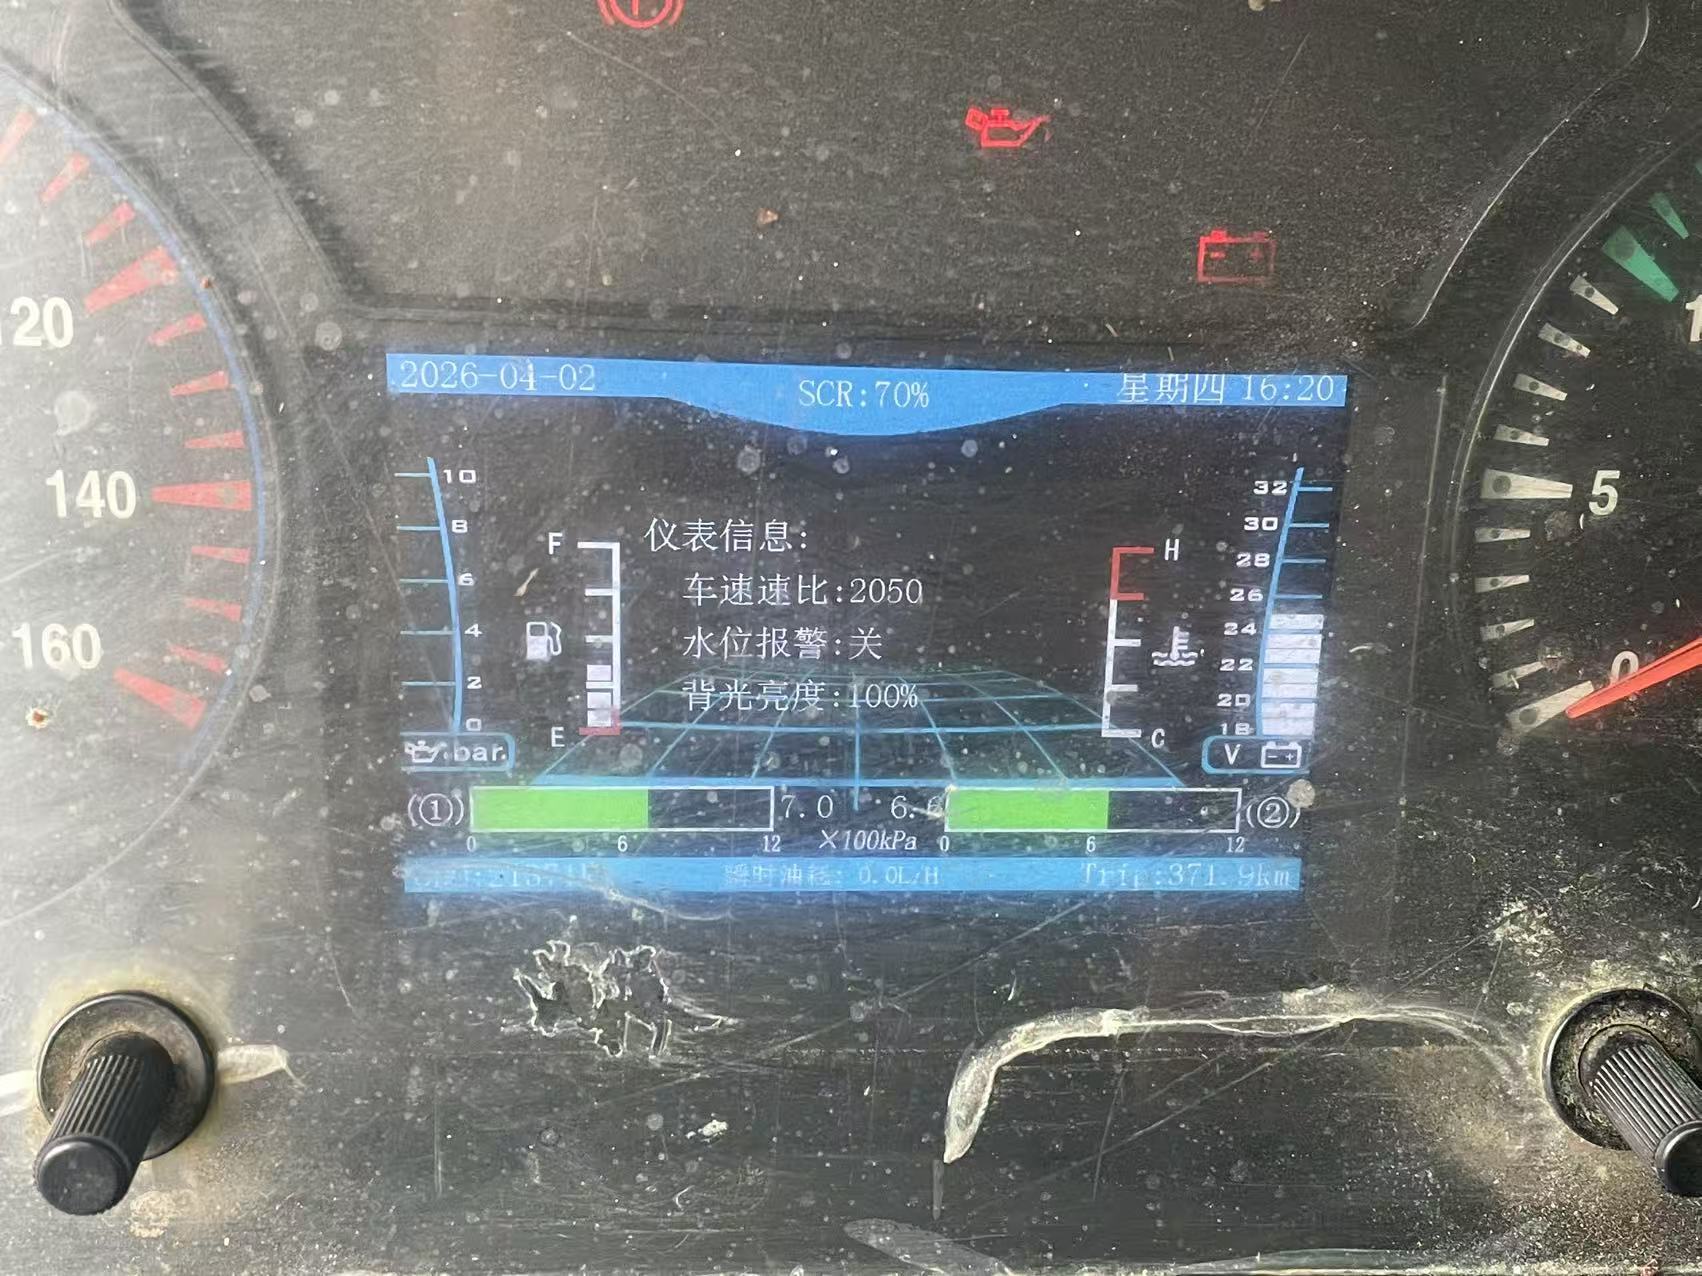 120
140
160
2026-04-02
SCR:70%
星期四 16:20
10
8
6
4
2
0
bar
F
E
仪表信息:
车速速比:2050
水位报警:关
背光亮度:100%
H
C
32
30
28
26
24
22
20
18
V
5
0
(①)
7.0
6.6
(②)
0
6
12
×100kPa
0
6
12
瞬时油耗: 0.0L/H
Trip:371.9km